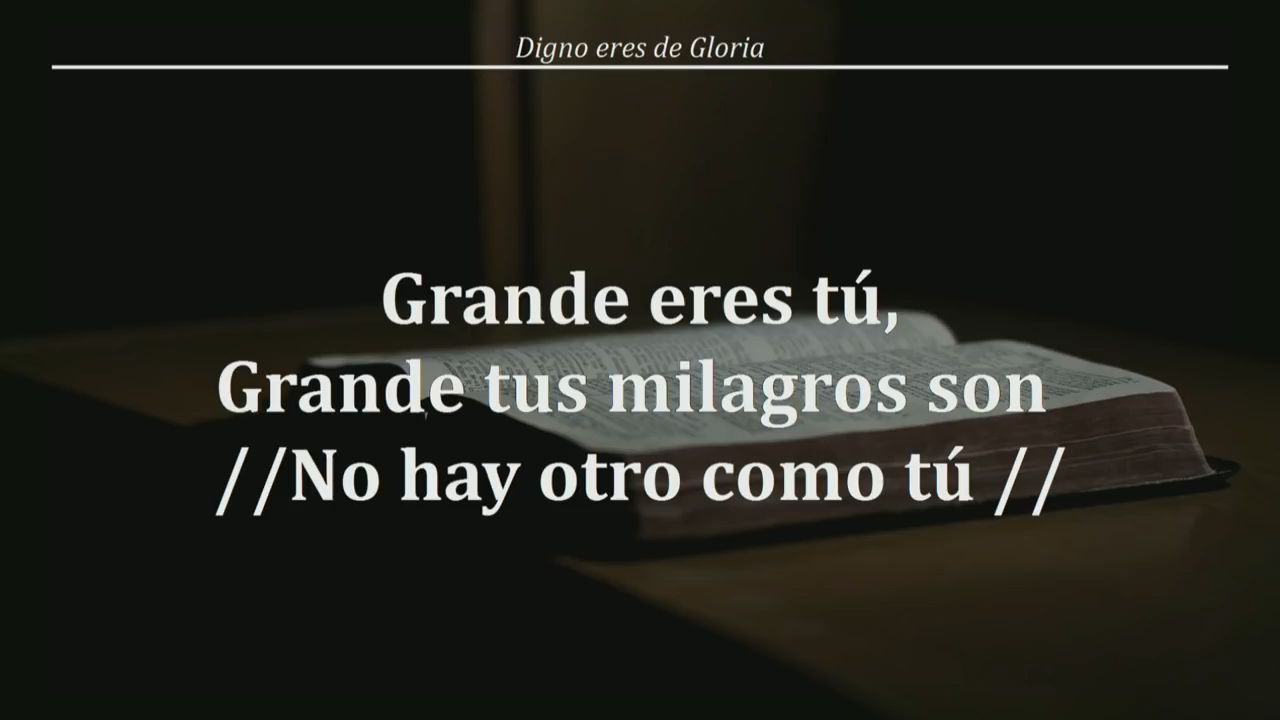 Digno eres de Gloria
Grande eres tú,
Grande tus milagros son
//No hay otro como tú //